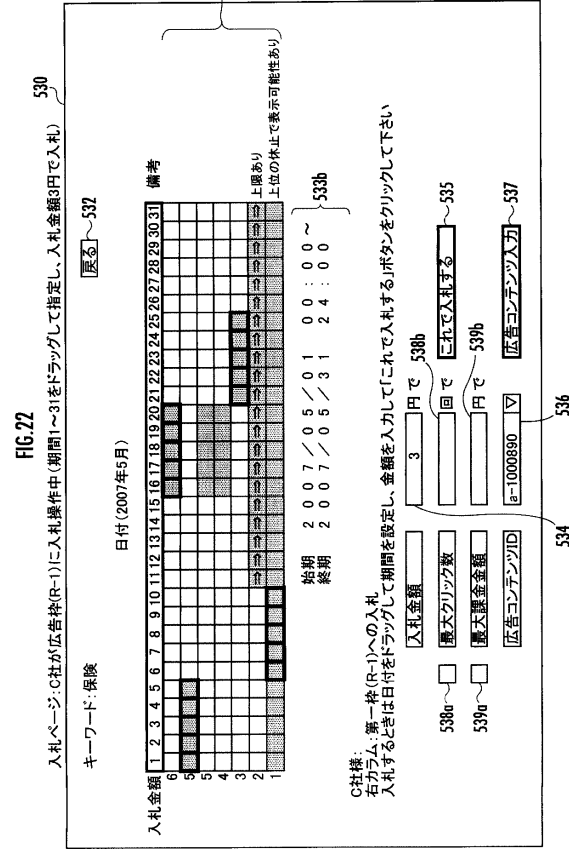 FIG.22
入札ページ:C社が広告枠(R-1)に入札操作中(期間1~31をドラッグして指定し、入札金額3円で入札)
530
キーワード:保険
戻る
532
日付(2007年5月)
入札金額 1 2 3 4 5 6 7 8 9 10 11 12 13 14 15 16 17 18 19 20 21 22 23 24 25 26 27 28 29 30 31 備考
6
5
5
4
3
2 ⇒ ⇒ ⇒ ⇒ ⇒ ⇒ ⇒ ⇒ ⇒ ⇒ ⇒ ⇒ ⇒ ⇒ ⇒ ⇒ ⇒ ⇒ ⇒ ⇒ ⇒ 上限あり
1 上位の休止で表示可能性あり
始期 2007/05/01 00:00~
終期 2007/05/31 24:00
533b
C社様:
右カラム:第一枠(R-1)への入札
入札するときは日付をドラッグして期間を設定し、金額を入力して「これで入札する」ボタンをクリックして下さい
入札金額 3 円で
538b
538a 最大クリック数 回で これで入札する 535
539b
539a 最大課金金額 円で
広告コンテンツID a-1000890 ▽ 広告コンテンツ入力 537
534
536